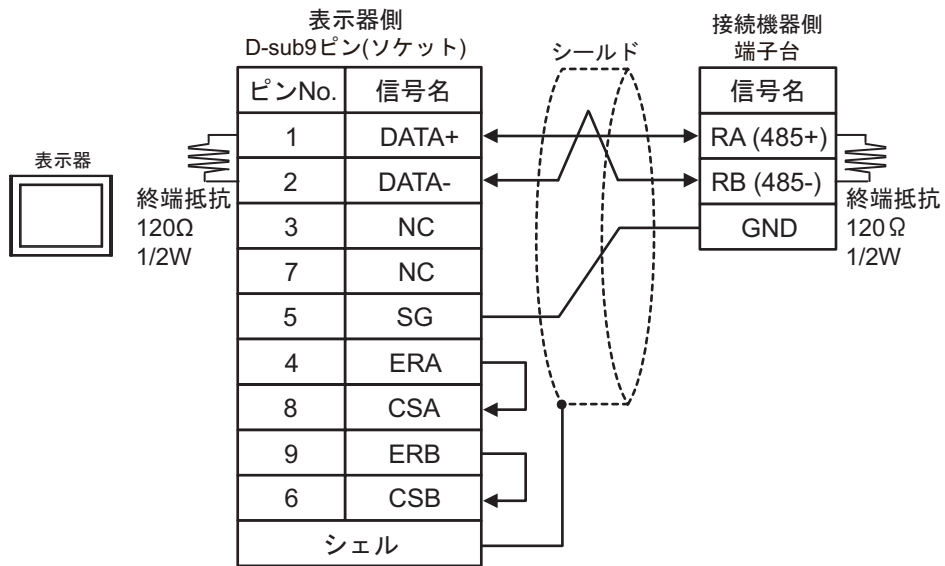 表示器側
D-sub9ピン(ソケット)
シールド
接続機器側
端子台
ピンNo. 信号名
信号名
1 DATA+
RA (485+)
2 DATA-
RB (485-)
3 NC
GND
7 NC
5 SG
4 ERA
8 CSA
9 ERB
6 CSB
シェル
表示器
終端抵抗
120Ω
1/2W
終端抵抗
120Ω
1/2W